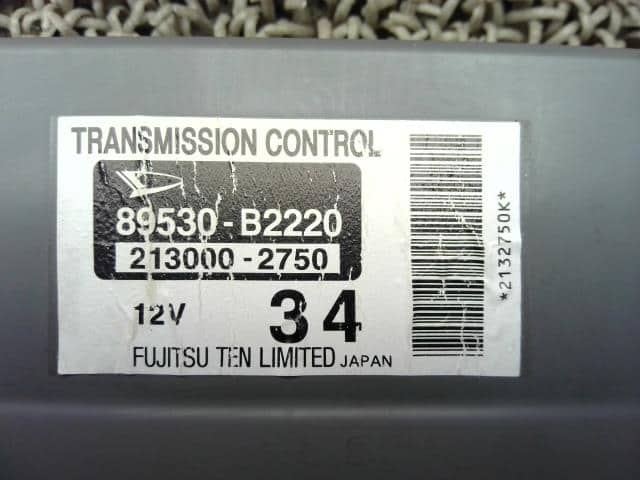 TRANSMISSION CONTROL
89530-B2220
213000-2750
12V 34
FUJITSU TEN LIMITED JAPAN
*2132750K*